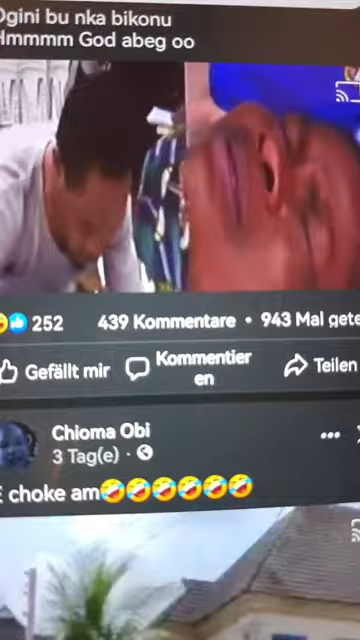 Ogini bu nka bikonu
Hmmmm God abeg oo
252 439 Kommentare • 943 Mal gete
Gefällt mir Kommentieren Teilen
Chioma Obi
3 Tag(e) ·
E choke am🤣🤣🤣🤣🤣🤣